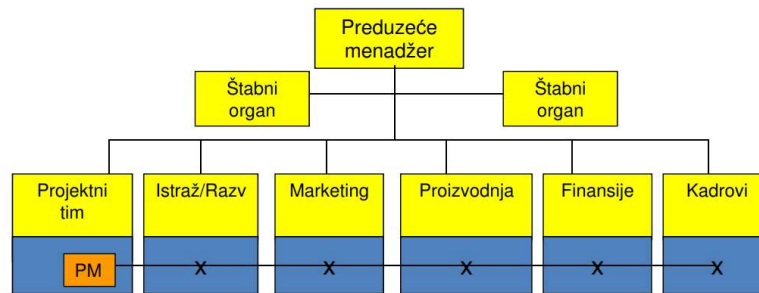 Preduzeće
menadžer
Štabni
organ
Štabni
organ
Projektni
tim
Istraž/Razv
Marketing
Proizvodnja
Finansije
Kadrovi
PM
x
x
x
x
x